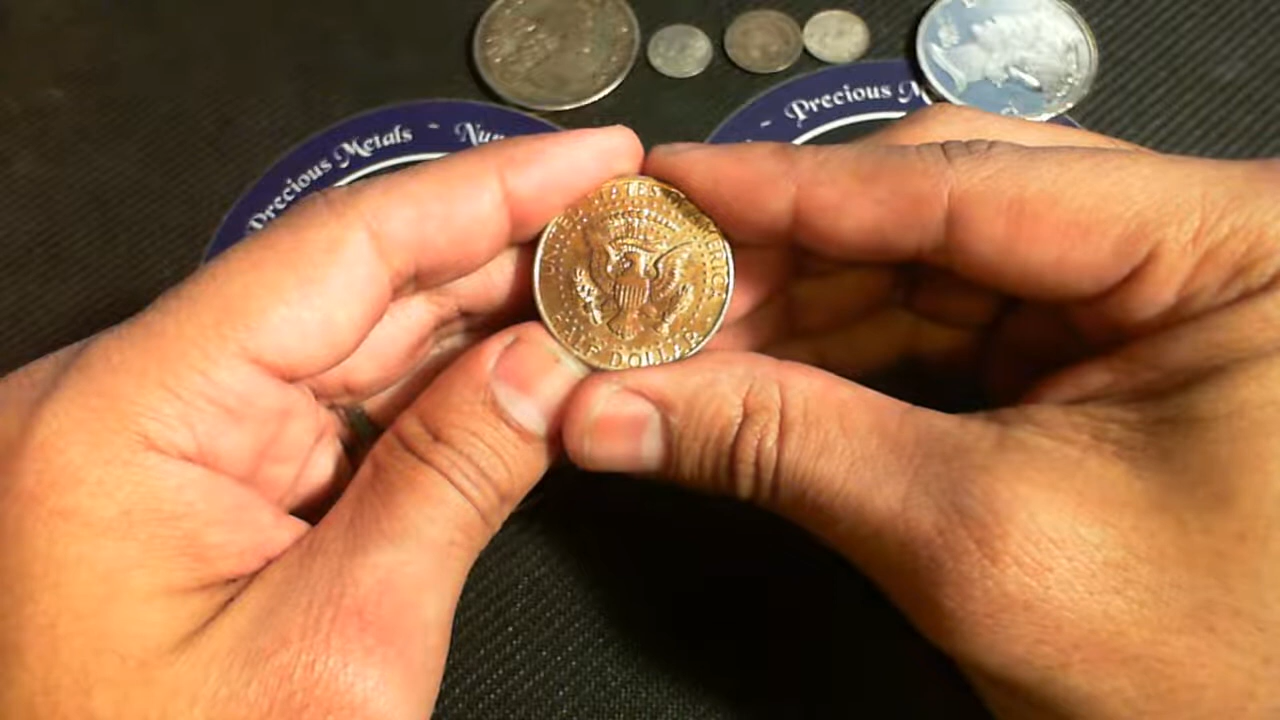 Precious Metals ~ Nu
~ Precious M
UNITED STATES OF AMERICA
HALF DOLLAR